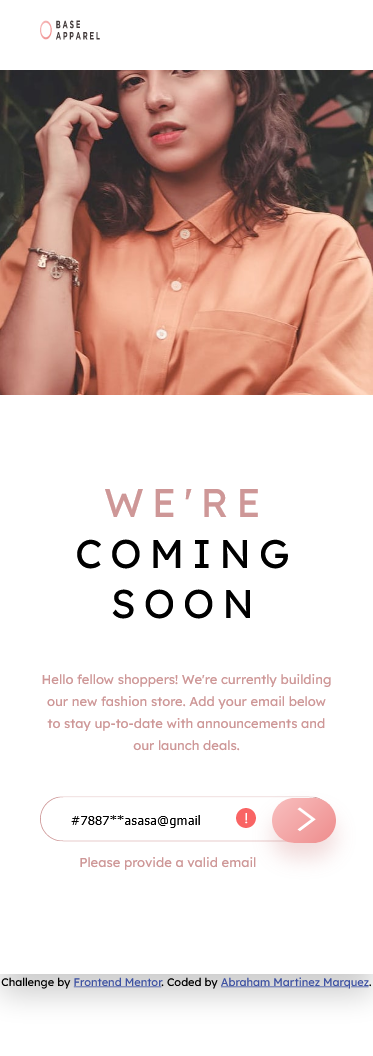 BASE
APPAREL
WE'RE
COMING
SOON
Hello fellow shoppers! We're currently building
our new fashion store. Add your email below
to stay up-to-date with announcements and
our launch deals.
#7887**asasa@gmail
!
Please provide a valid email
Challenge by Frontend Mentor. Coded by Abraham Martinez Marquez.